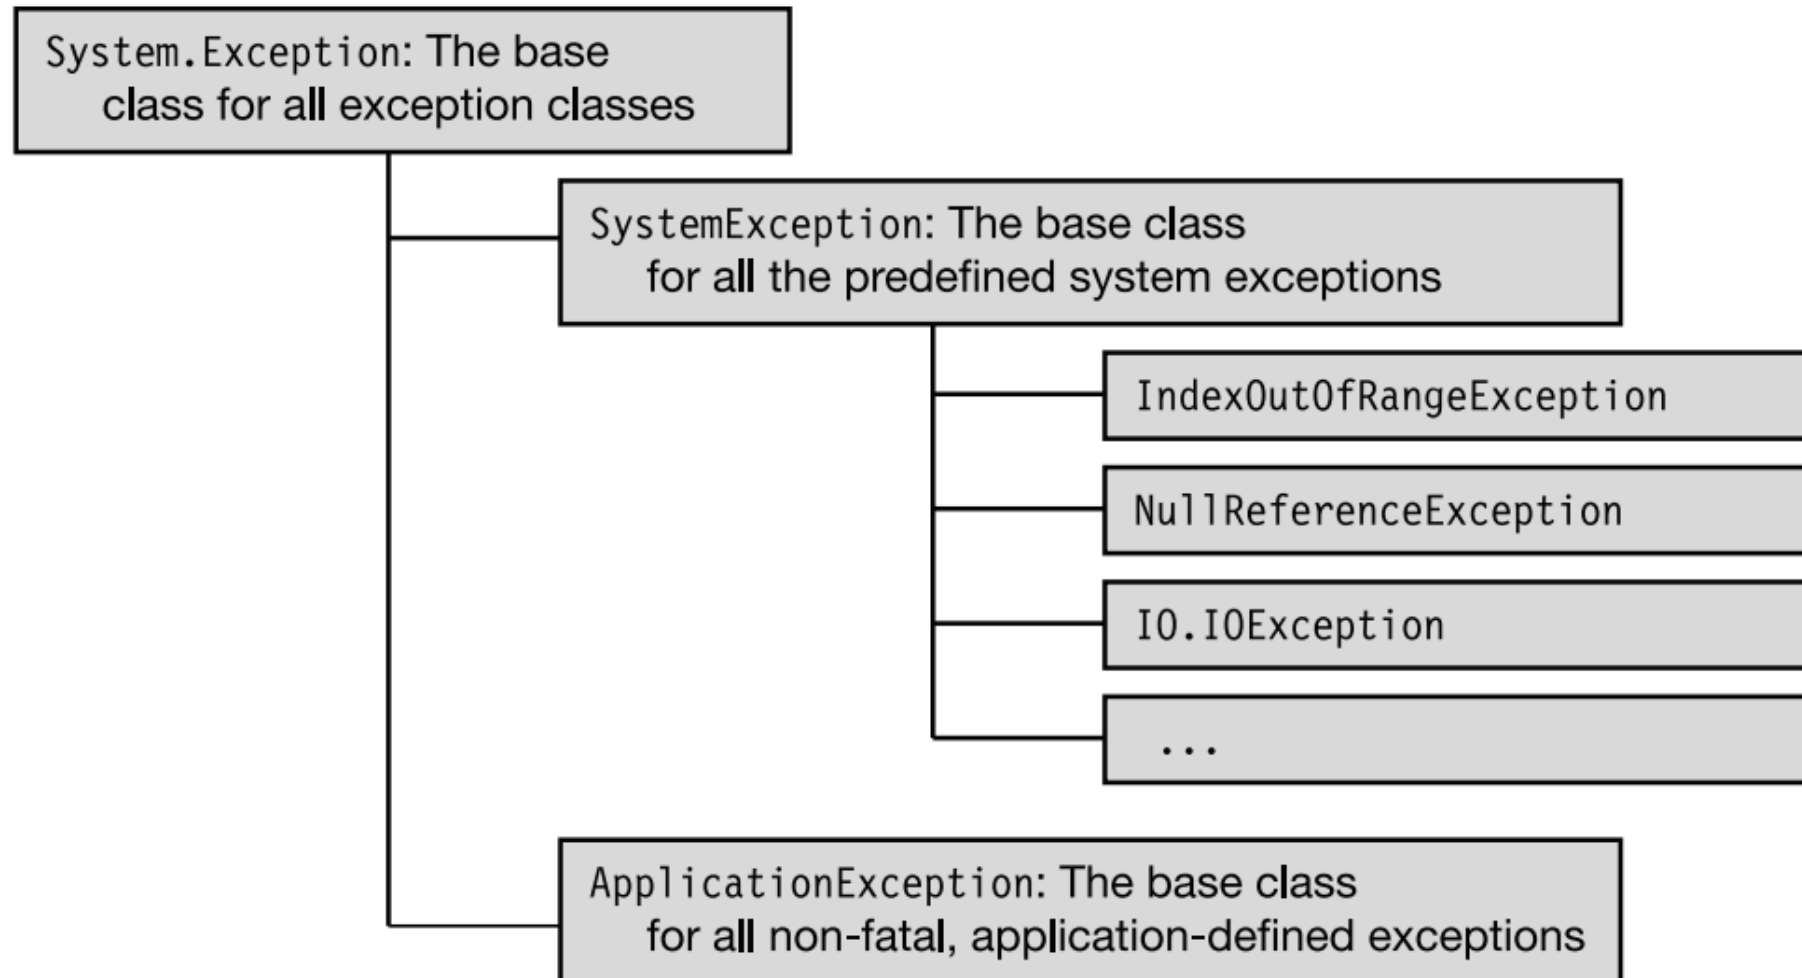 System.Exception: The base
class for all exception classes
SystemException: The base class
for all the predefined system exceptions
IndexOutOfRangeException
NullReferenceException
IO.IOException
...
ApplicationException: The base class
for all non-fatal, application-defined exceptions